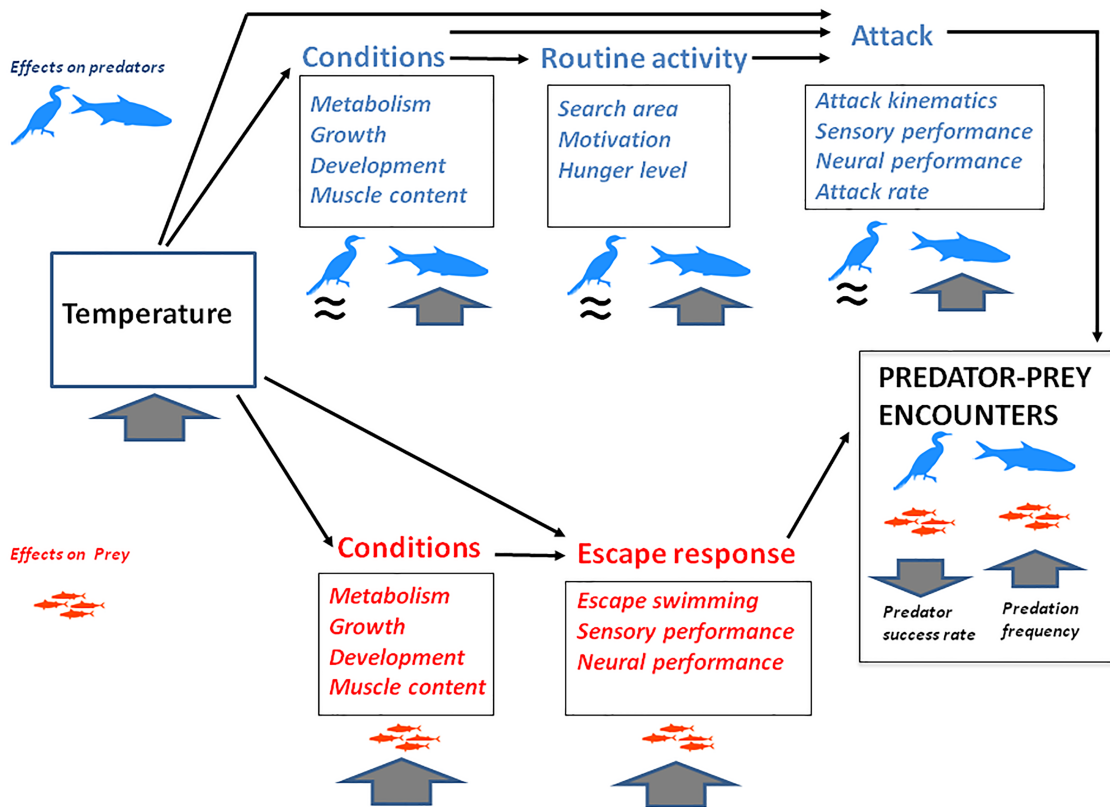 Attack
Conditions
Routine activity
Effects on predators
Metabolism
Growth
Development
Muscle content
Search area
Motivation
Hunger level
Attack kinematics
Sensory performance
Neural performance
Attack rate
Temperature
PREDATOR-PREY
ENCOUNTERS
Effects on Prey
Conditions
Escape response
Metabolism
Growth
Development
Muscle content
Escape swimming
Sensory performance
Neural performance
Predator
success rate
Predation
frequency